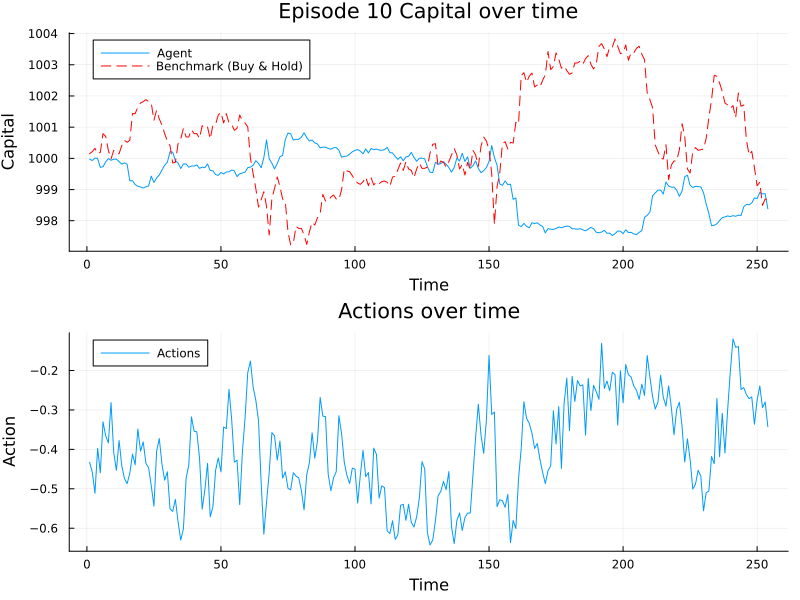 Episode 10 Capital over time
1004
1003
1002
1001
1000
999
998
Capital
Agent
Benchmark (Buy & Hold)
0
50
100
150
200
250
Time
Actions over time
−0.2
−0.3
−0.4
−0.5
−0.6
Action
Actions
0
50
100
150
200
250
Time